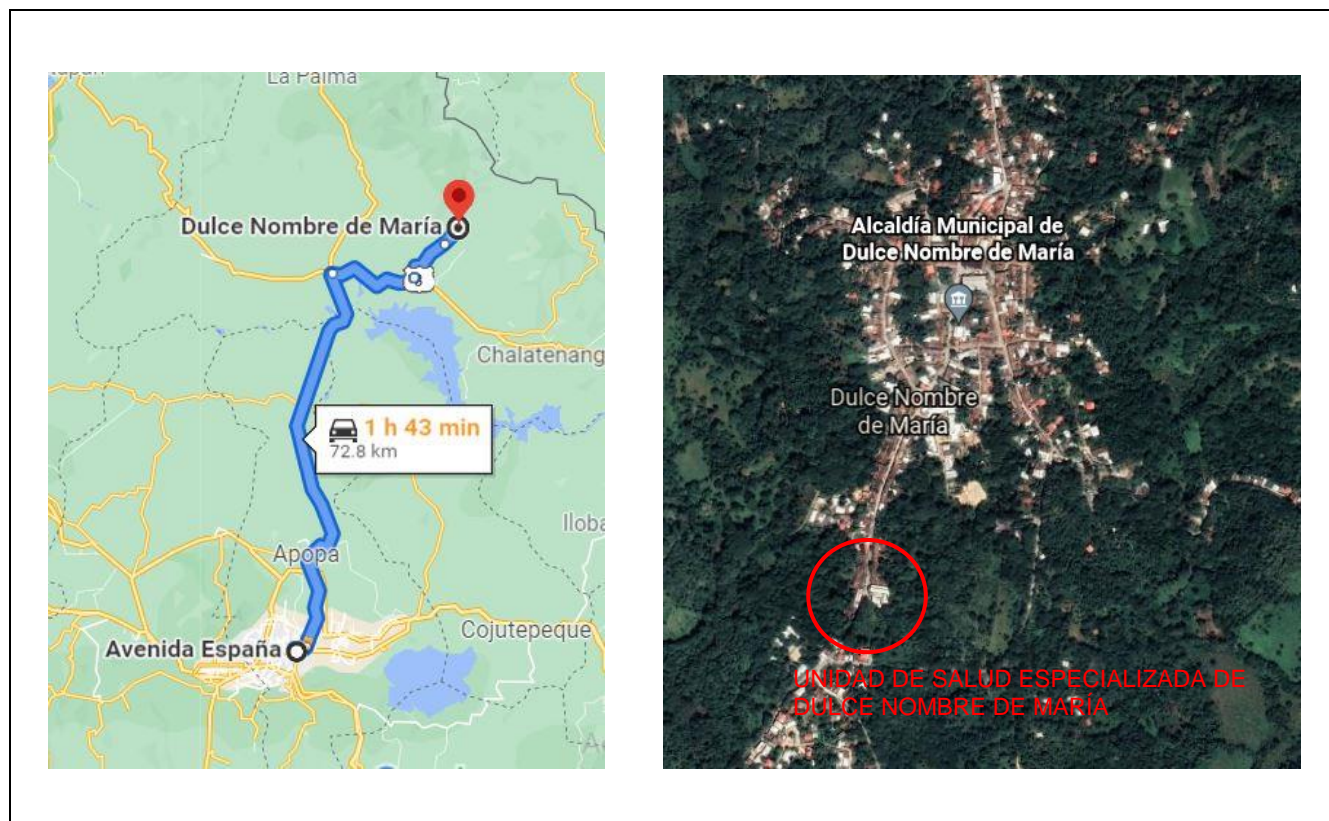 La Palma
Dulce Nombre de María
Chalatenang
1 h 43 min
72.8 km
Iloba
Apopa
Cojutepeque
Avenida España
Alcaldía Municipal de
Dulce Nombre de María
Dulce Nombre
de María
UNIDAD DE SALUD ESPECIALIZADA DE
DULCE NOMBRE DE MARÍA